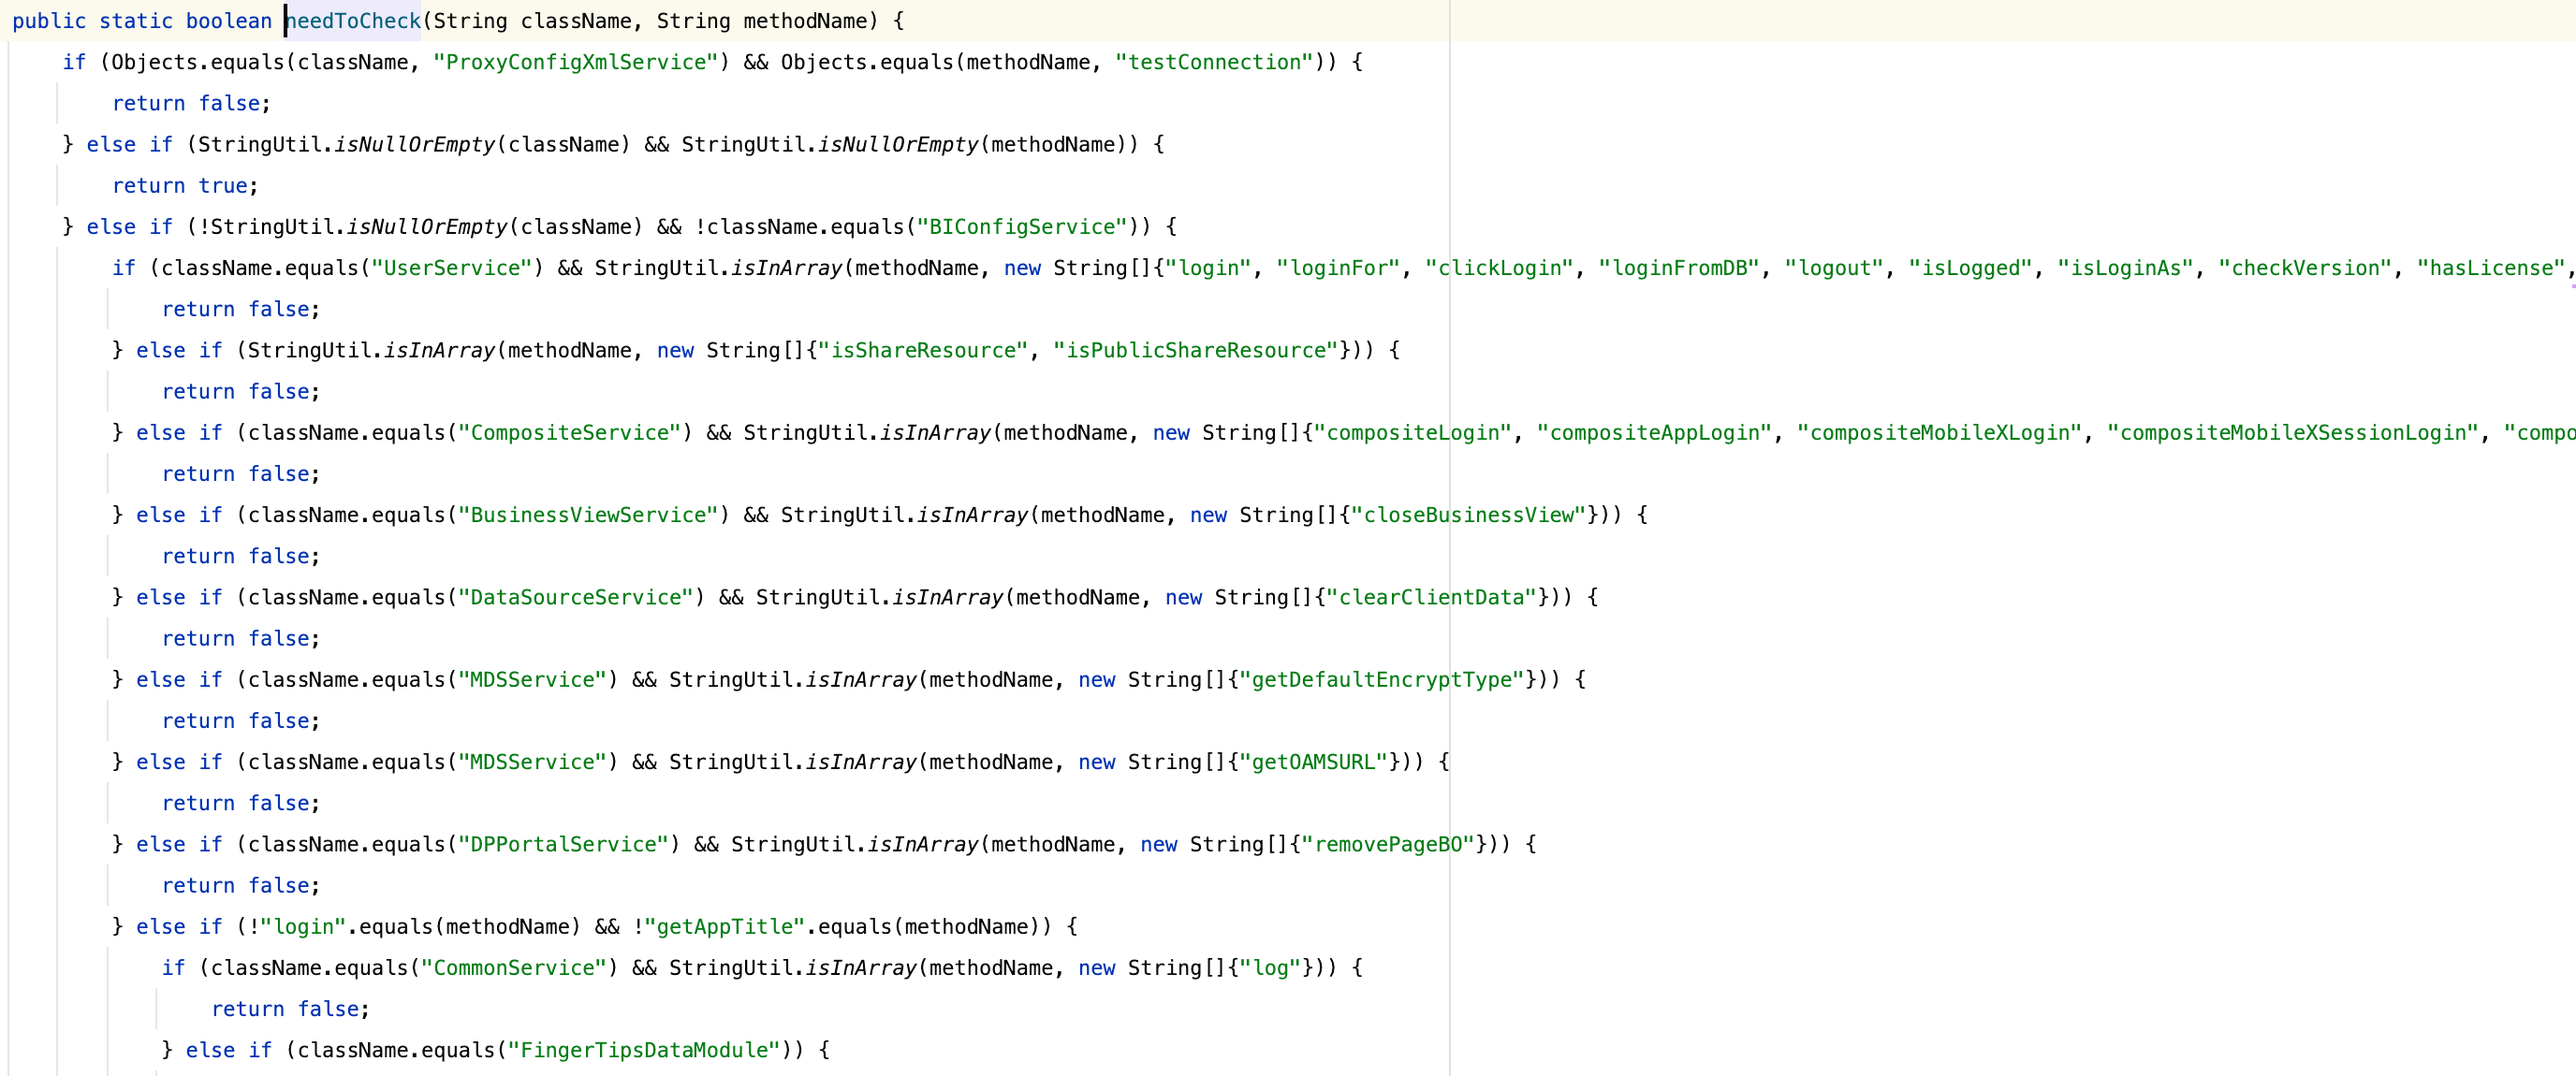 public static boolean needToCheck(String className, String methodName) {
if (Objects.equals(className, "ProxyConfigXmlService") && Objects.equals(methodName, "testConnection")) {
return false;
} else if (StringUtil.isNullOrEmpty(className) && StringUtil.isNullOrEmpty(methodName)) {
return true;
} else if (!StringUtil.isNullOrEmpty(className) && !className.equals("BIConfigService")) {
if (className.equals("UserService") && StringUtil.isInArray(methodName, new String[]{"login", "loginFor", "clickLogin", "loginFromDB", "logout", "isLogged", "isLoginAs", "checkVersion", "hasLicense",
return false;
} else if (StringUtil.isInArray(methodName, new String[]{"isShareResource", "isPublicShareResource"})) {
return false;
} else if (className.equals("CompositeService") && StringUtil.isInArray(methodName, new String[]{"compositeLogin", "compositeAppLogin", "compositeMobileXLogin", "compositeMobileXSessionLogin", "compo
return false;
} else if (className.equals("BusinessViewService") && StringUtil.isInArray(methodName, new String[]{"closeBusinessView"})) {
return false;
} else if (className.equals("DataSourceService") && StringUtil.isInArray(methodName, new String[]{"clearClientData"})) {
return false;
} else if (className.equals("MDSService") && StringUtil.isInArray(methodName, new String[]{"getDefaultEncryptType"})) {
return false;
} else if (className.equals("MDSService") && StringUtil.isInArray(methodName, new String[]{"getOAMSURL"})) {
return false;
} else if (className.equals("DPPortalService") && StringUtil.isInArray(methodName, new String[]{"removePageBO"})) {
return false;
} else if (!"login".equals(methodName) && !"getAppTitle".equals(methodName)) {
if (className.equals("CommonService") && StringUtil.isInArray(methodName, new String[]{"log"})) {
return false;
} else if (className.equals("FingerTipsDataModule")) {